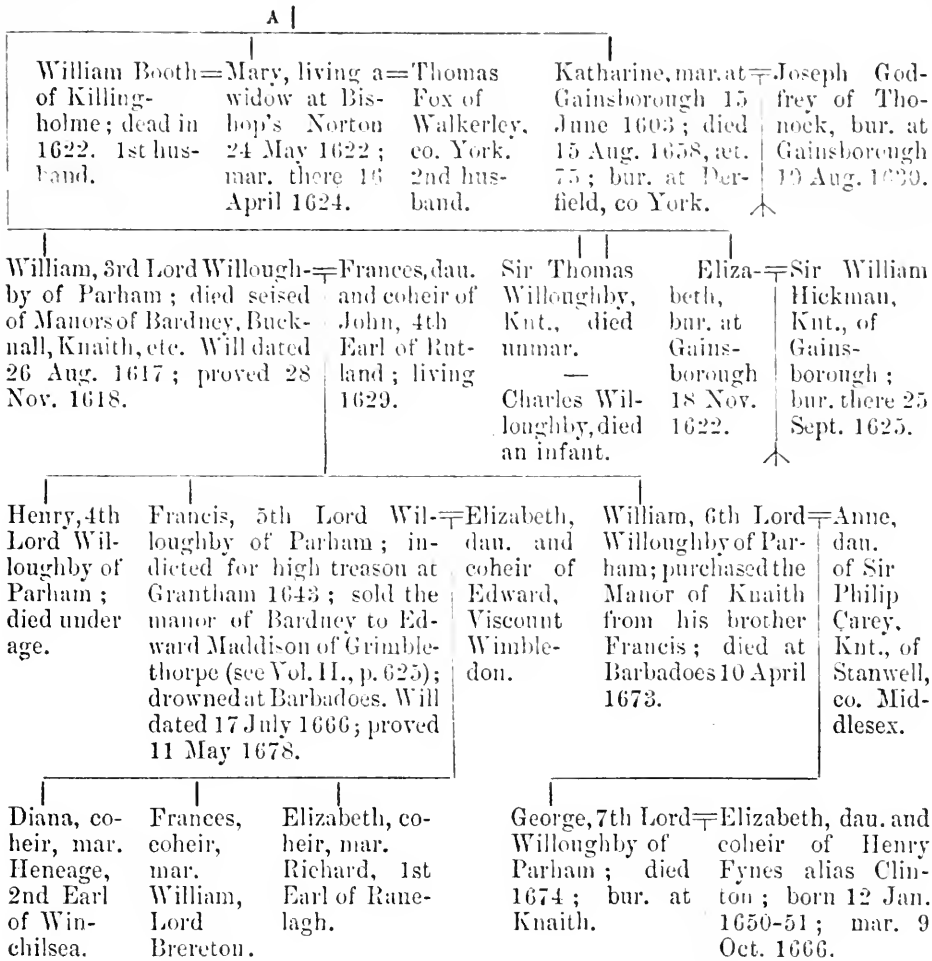 A
William Booth=
of Killing-
holme; dead in
1622. 1st hus-
band.
Mary, living a=
widow at Bis-
hop's Norton
24 May 1622;
mar. there 16
April 1624.
Thomas
Fox of
Walkerley,
co. York.
2nd hus-
band.
Katharine, mar. at=
Gainsborough 15
June 1603; died
15 Aug. 1658, æt.
75; bur. at Der-
field, co York.
Joseph God-
frey of Tho-
nock, bur. at
Gainsborough
19 Aug.
William, 3rd Lord Willough-=
by of Parham; died seised
of Manors of Bardney, Buck-
nall, Knaith, etc. Will dated
26 Aug. 1617; proved 28
Nov. 1618.
Frances, dau.
and coheir of
John, 4th
Earl of Rut-
land; living
1629.
Sir Thomas
Willoughby,
Knt., died
unmar.
—
Charles Wil-
loughby, died
an infant.
Eliza-=
beth,
bur. at
Gains-
borough
18 Nov.
1622.
Sir William
Hickman,
Knt., of
Gains-
borough;
bur. there 25
Sept. 1625.
Henry, 4th
Lord Wil-
loughby of
Parham;
died under
age.
Francis, 5th Lord Wil-=
loughby of Parham; in-
dicted for high treason at
Grantham 1643; sold the
manor of Bardney to Ed-
ward Maddison of Grimble-
thorpe (see Vol. II., p. 625);
drowned at Barbadoes. Will
dated 17 July 1666; proved
11 May 1678.
Elizabeth,
dau. and
coheir of
Edward,
Viscount
Wimble-
don.
William, 6th Lord=
Willoughby of Par-
ham; purchased the
Manor of Knaith
from his brother
Francis; died at
Barbadoes 10 April
1673.
Anne,
dau.
of Sir
Philip
Carey,
Knt., of
Stanwell,
co. Mid-
dlesex.
Diana, co-
heir, mar.
Heneage,
2nd Earl
of Win-
chilsea.
Frances,
coheir,
mar.
William,
Lord
Brereton.
Elizabeth, co-
heir, mar.
Richard, 1st
Earl of Rane-
lagh.
George, 7th Lord=
Willoughby of
Parham; died
1674; bur. at
Knaith.
Elizabeth, dau. and
coheir of Henry
Fynes alias Clin-
ton; born 12 Jan.
1650-51; mar. 9
Oct. 1666.